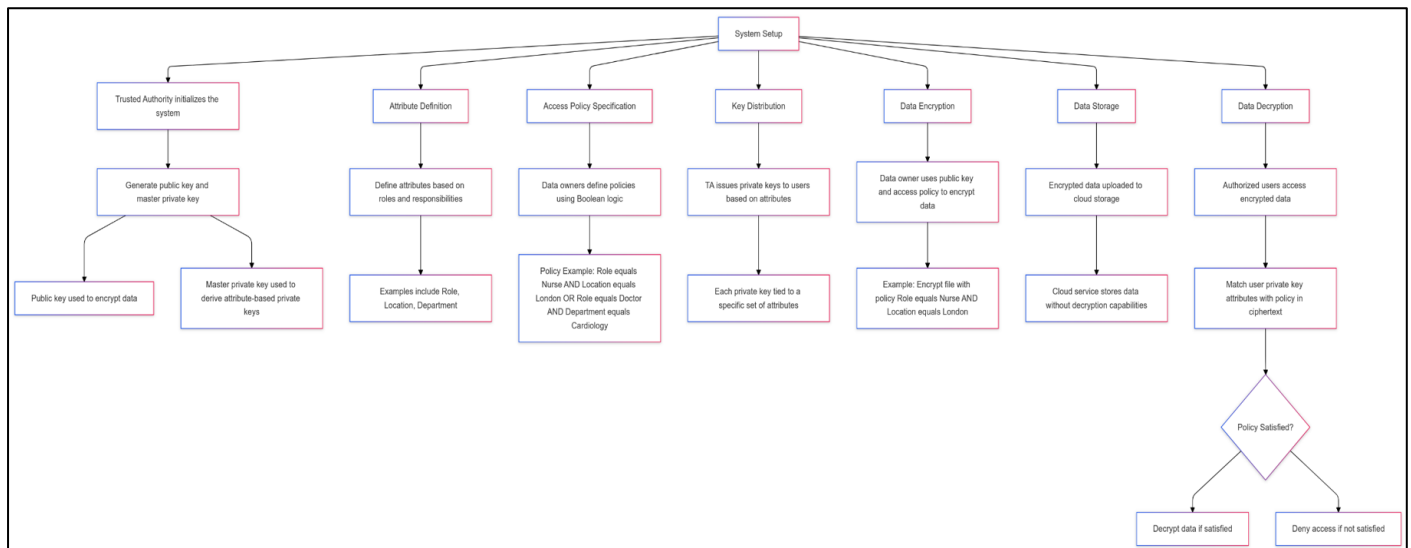 System Setup
Trusted Authority initializes the
system
Attribute Definition
Access Policy Specification
Key Distribution
Data Encryption
Data Storage
Data Decryption
Generate public key and
master private key
Define attributes based on
roles and responsibilities
Data owners define policies
using Boolean logic
TA issues private keys to users
based on attributes
Data owner uses public key
and access policy to encrypt
data
Encrypted data uploaded to
cloud storage
Authorized users access
encrypted data
Public key used to encrypt data
Master private key used to
derive attribute-based private
keys
Examples include Role,
Location, Department
Policy Example: Role equals
Nurse AND Location equals
London OR Role equals Doctor
AND Department equals
Cardiology
Each private key tied to a
specific set of attributes
Example: Encrypt file with
policy Role equals Nurse AND
Location equals London
Cloud service stores data
without decryption capabilities
Match user private key
attributes with policy in
ciphertext
Policy Satisfied?
Decrypt data if satisfied
Deny access if not satisfied